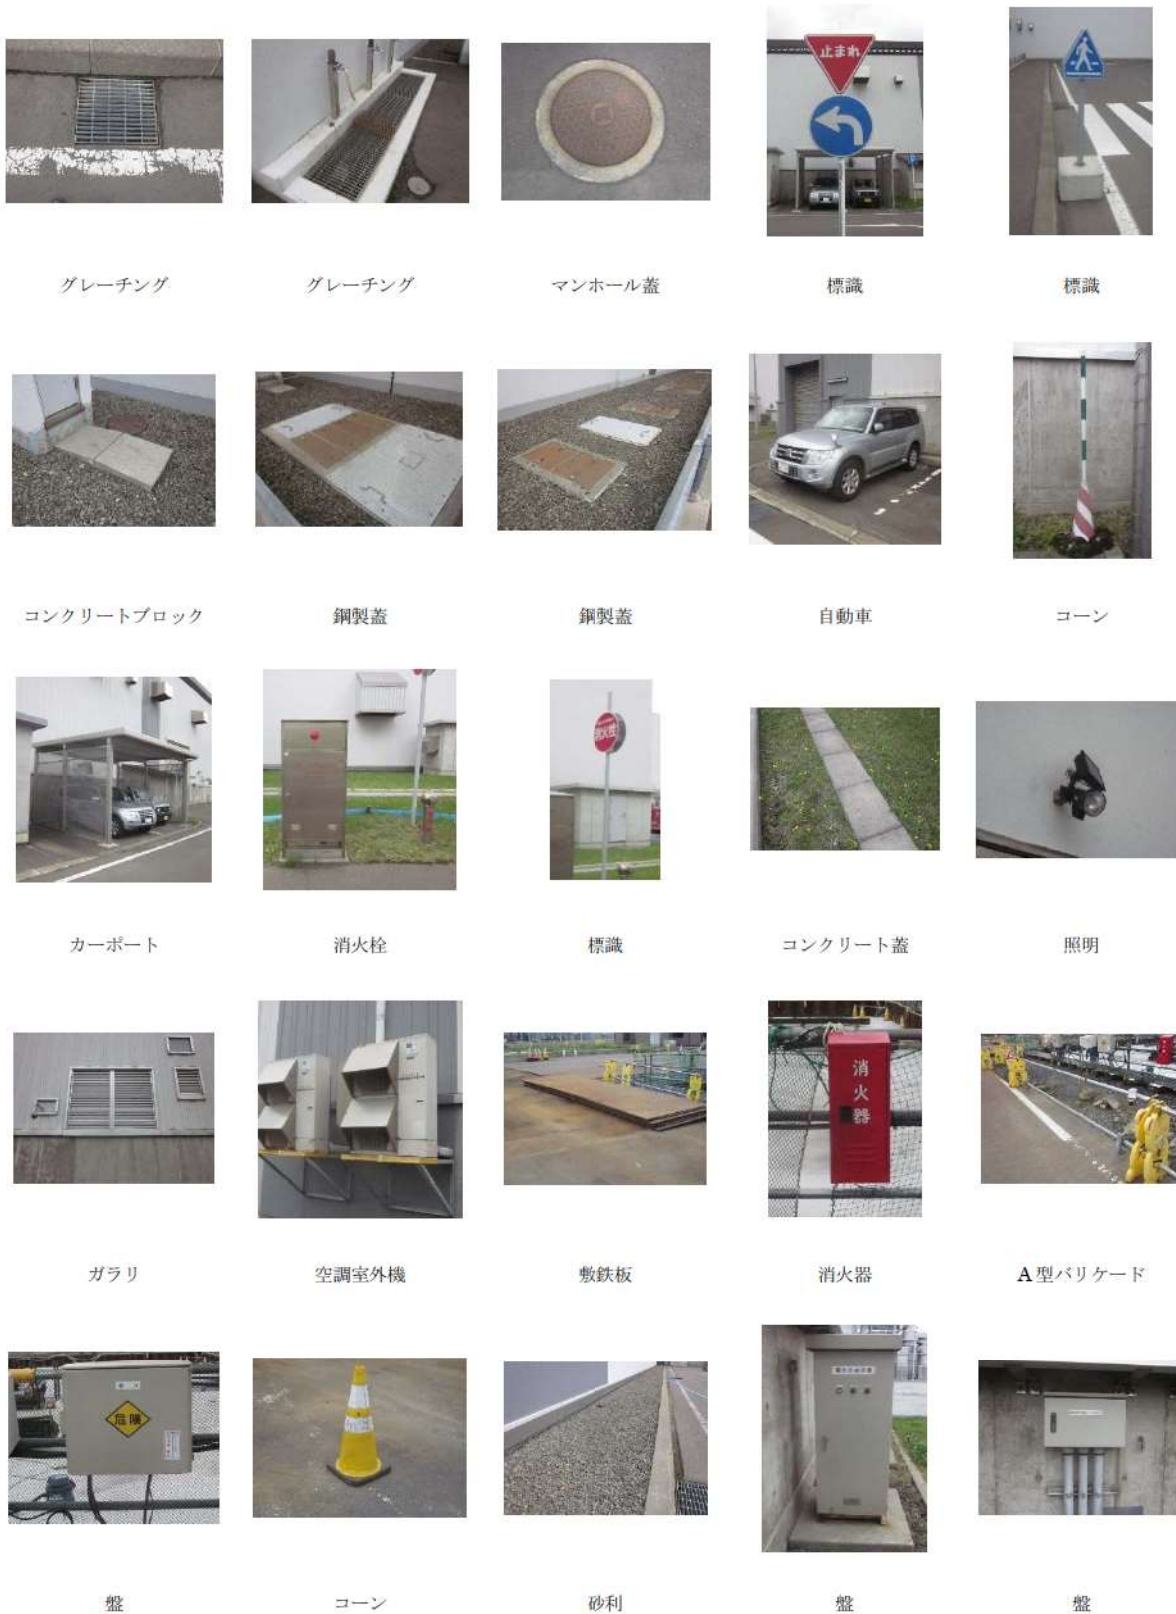 止まれ
グレーチング
グレーチング
マンホール蓋
標識
標識
コンクリートブロック
鋼製蓋
鋼製蓋
自動車
コーン
消火栓
カーポート
消火栓
標識
コンクリート蓋
照明
消火器
ガラリ
空調室外機
敷鉄板
消火器
A型バリケード
危険
盤
コーン
砂利
盤
盤